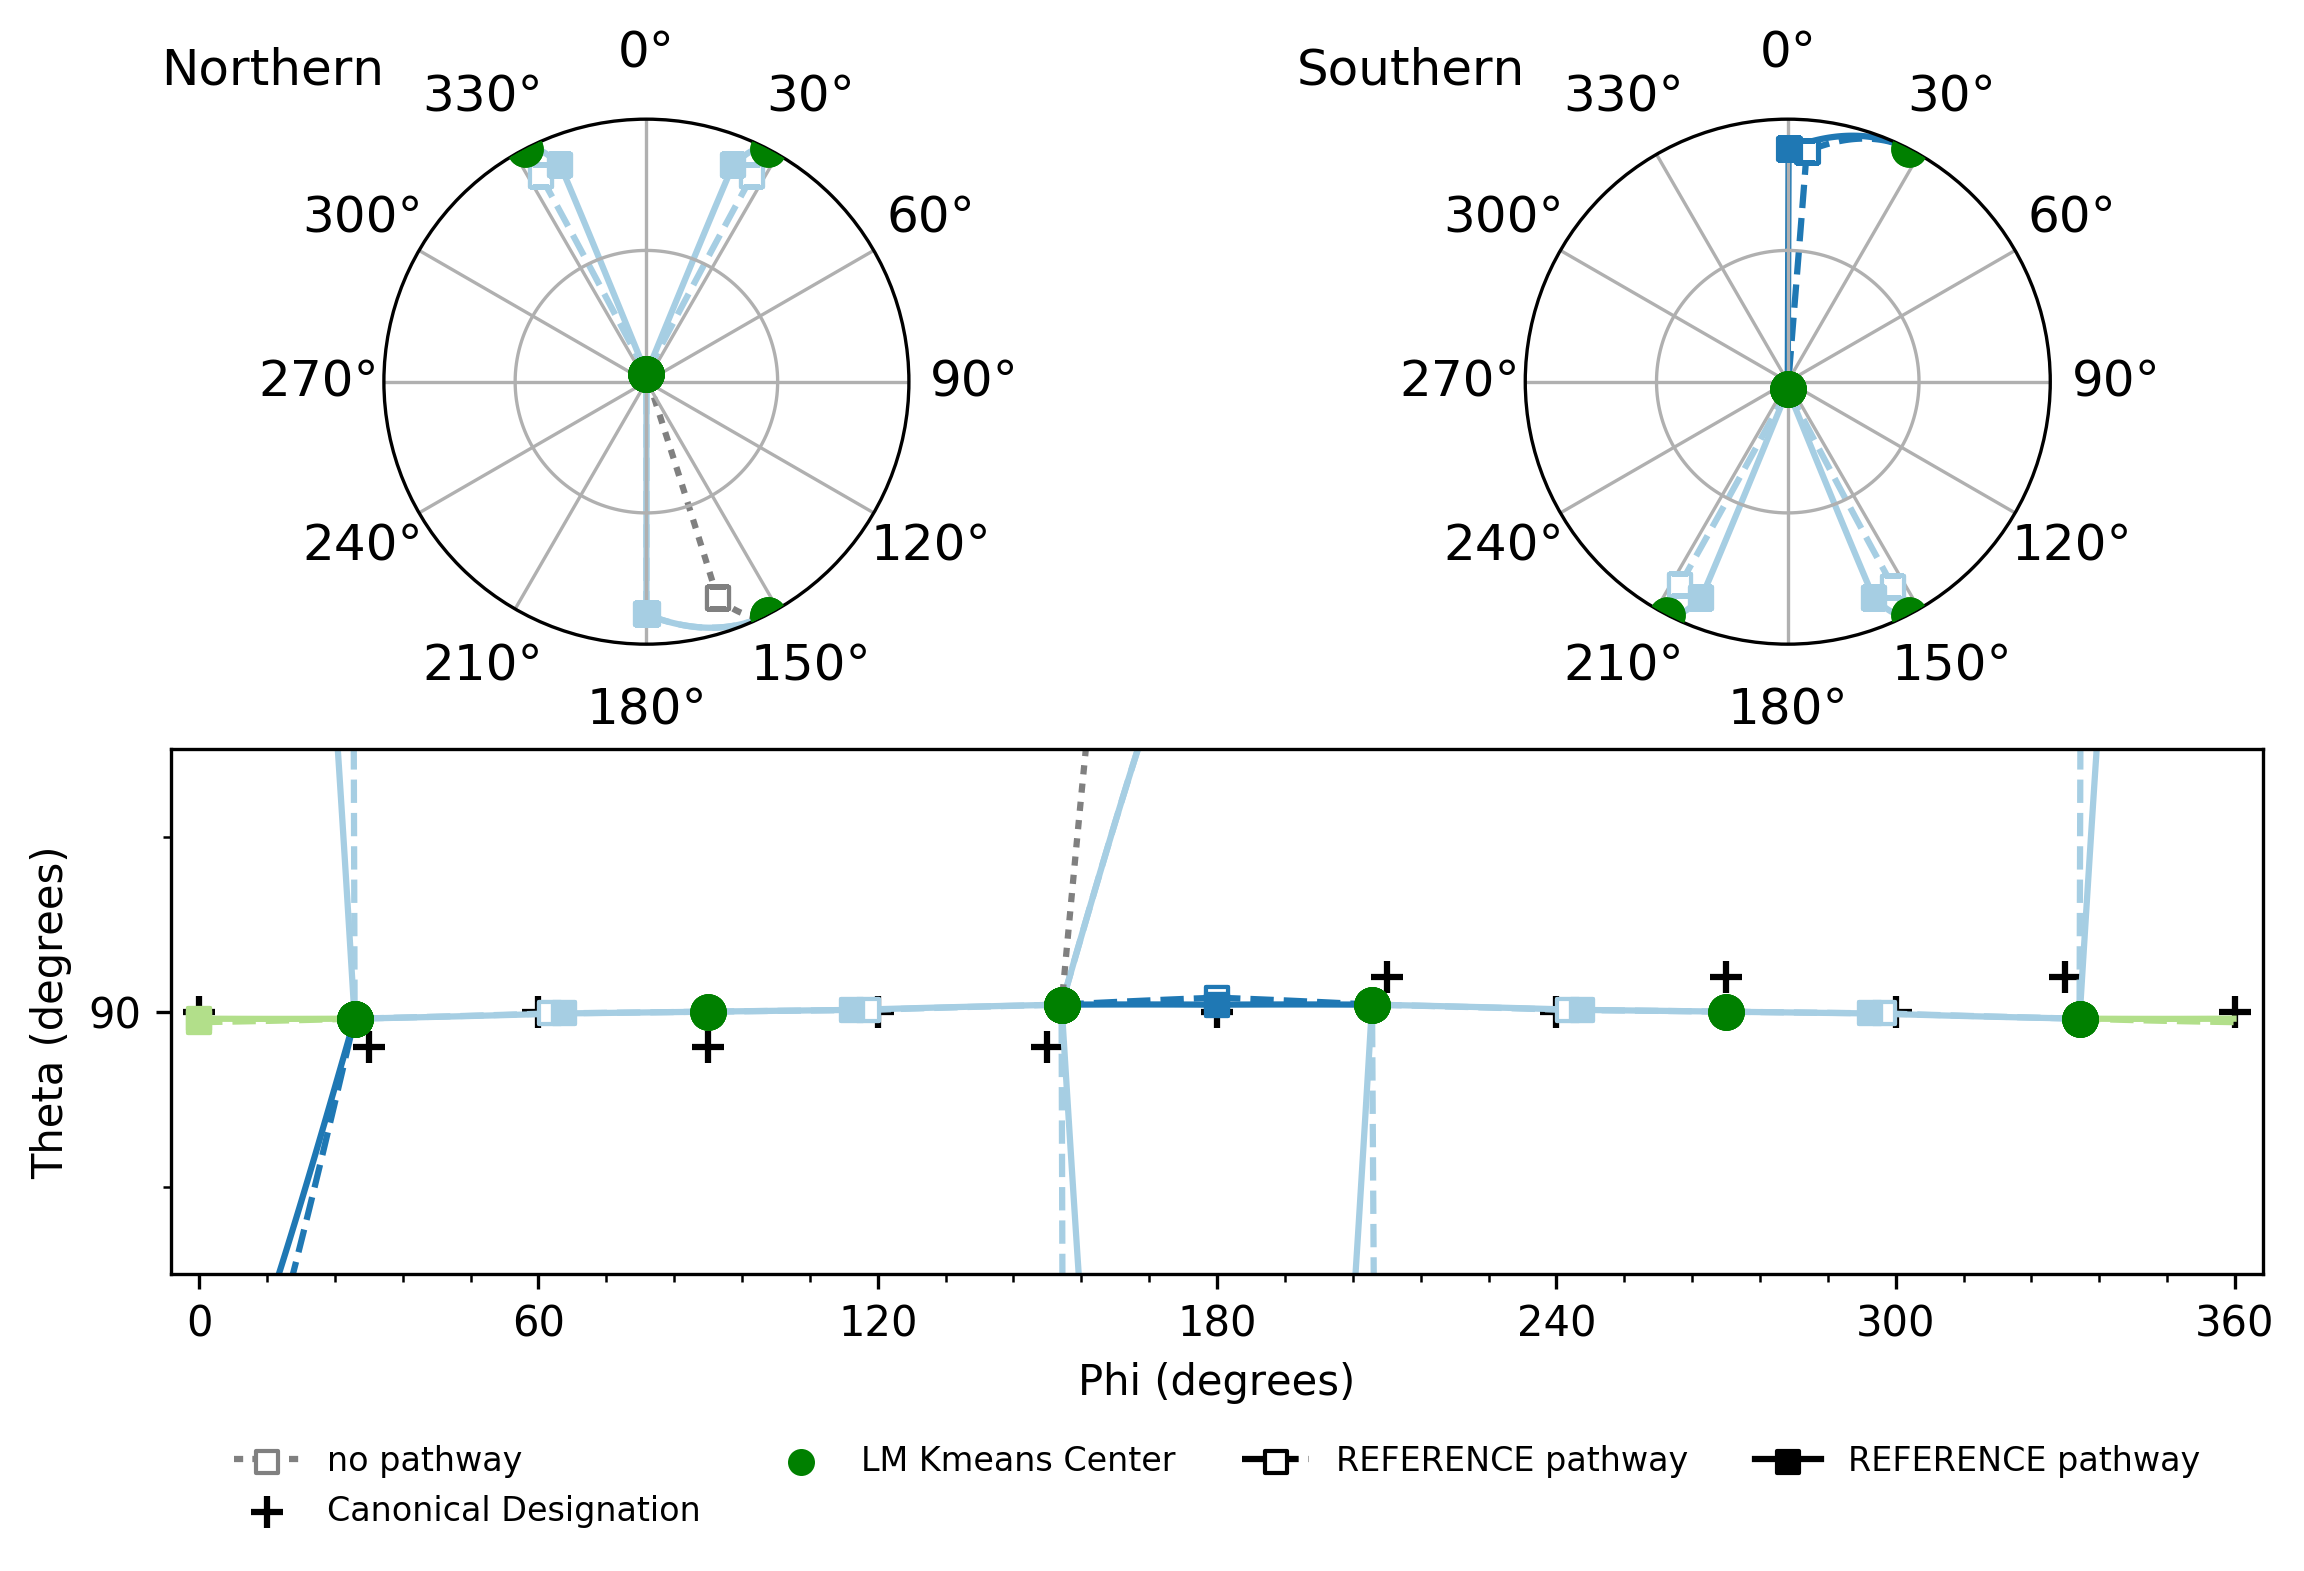 Northern
0°
30°
60°
90°
120°
150°
180°
210°
240°
270°
300°
330°
Southern
0°
30°
60°
90°
120°
150°
180°
210°
240°
270°
300°
330°
Theta (degrees)
90
0 60 120 180 240 300 360
Phi (degrees)
no pathway
Canonical Designation
LM Kmeans Center
REFERENCE pathway
REFERENCE pathway